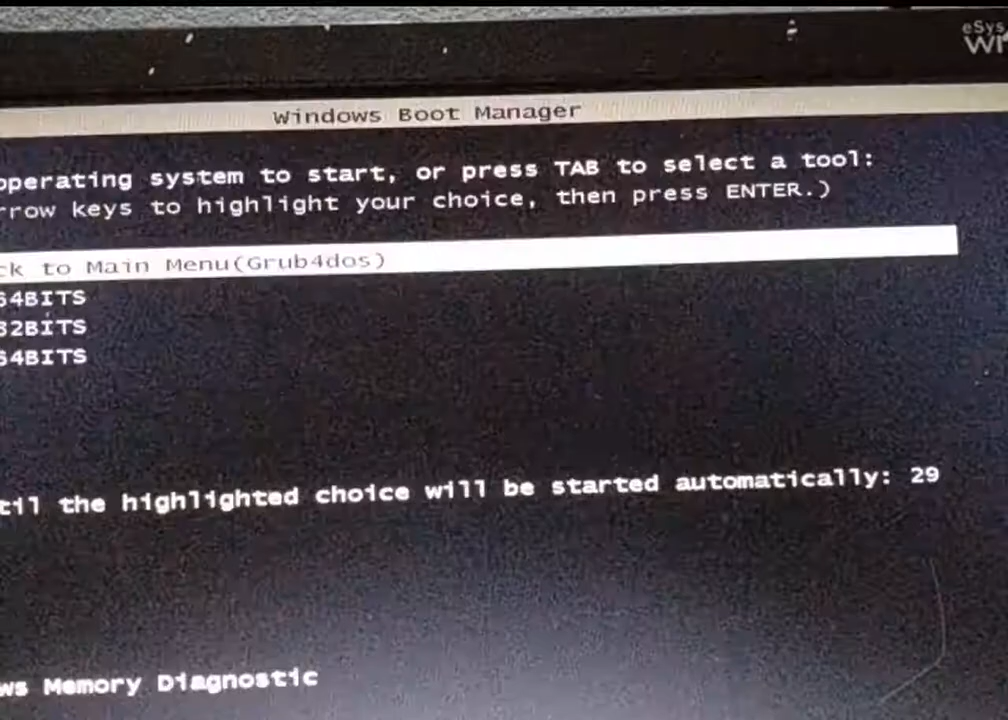 eSys
Windows Boot Manager
operating system to start, or press TAB to select a tool:
rrow keys to highlight your choice, then press ENTER.)
ck to Main Menu(Grub4dos)
64BITS
32BITS
64BITS
til the highlighted choice will be started automatically: 29
ws Memory Diagnostic